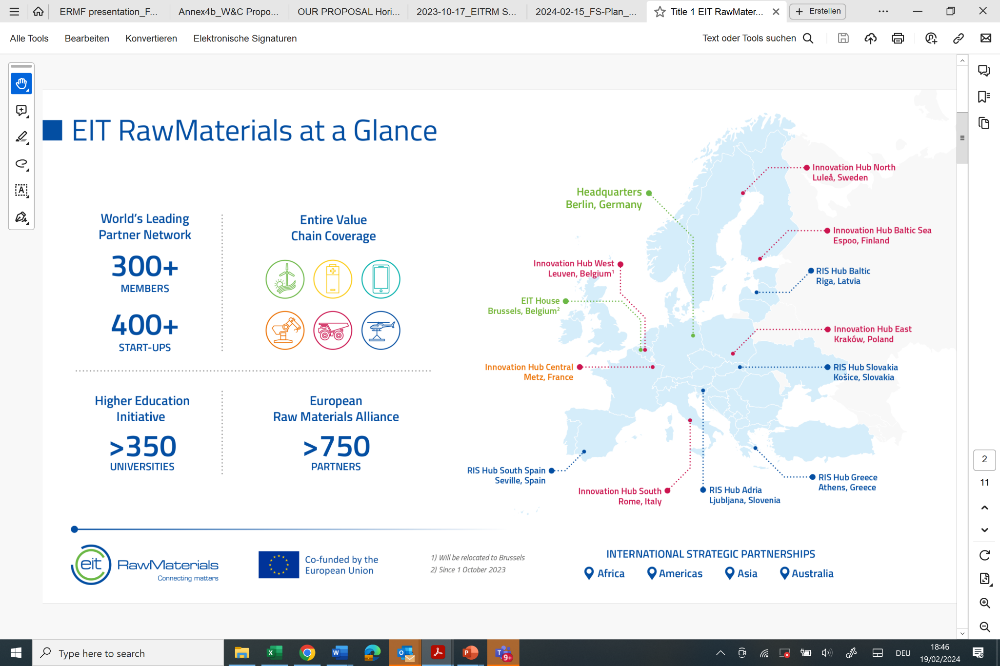 ERMF presentation_F...
Annex4b_W&C Propo...
OUR PROPOSAL Hori...
2023-10-17_EITRM S...
2024-02-15_FS-Plan_...
Title 1 EIT RawMater...
Erstellen
Alle Tools
Bearbeiten
Konvertieren
Elektronische Signaturen
Text oder Tools suchen
EIT RawMaterials at a Glance
World's Leading
Partner Network
300+
MEMBERS
400+
START-UPS
Entire Value
Chain Coverage
Higher Education
Initiative
>350
UNIVERSITIES
European
Raw Materials Alliance
>750
PARTNERS
Innovation Hub North
Luleå, Sweden
Headquarters
Berlin, Germany
Innovation Hub Baltic Sea
Espoo, Finland
Innovation Hub West
Leuven, Belgium¹
RIS Hub Baltic
Riga, Latvia
EIT House
Brussels, Belgium²
Innovation Hub East
Kraków, Poland
Innovation Hub Central
Metz, France
RIS Hub Slovakia
Košice, Slovakia
RIS Hub South Spain
Seville, Spain
Innovation Hub South
Rome, Italy
RIS Hub Adria
Ljubljana, Slovenia
RIS Hub Greece
Athens, Greece
eit RawMaterials
Connecting matters
Co-funded by the
European Union
1) Will be relocated to Brussels
2) Since 1 October 2023
INTERNATIONAL STRATEGIC PARTNERSHIPS
Africa
Americas
Asia
Australia
2
11
Type here to search
9+
DEU
18:46
19/02/2024